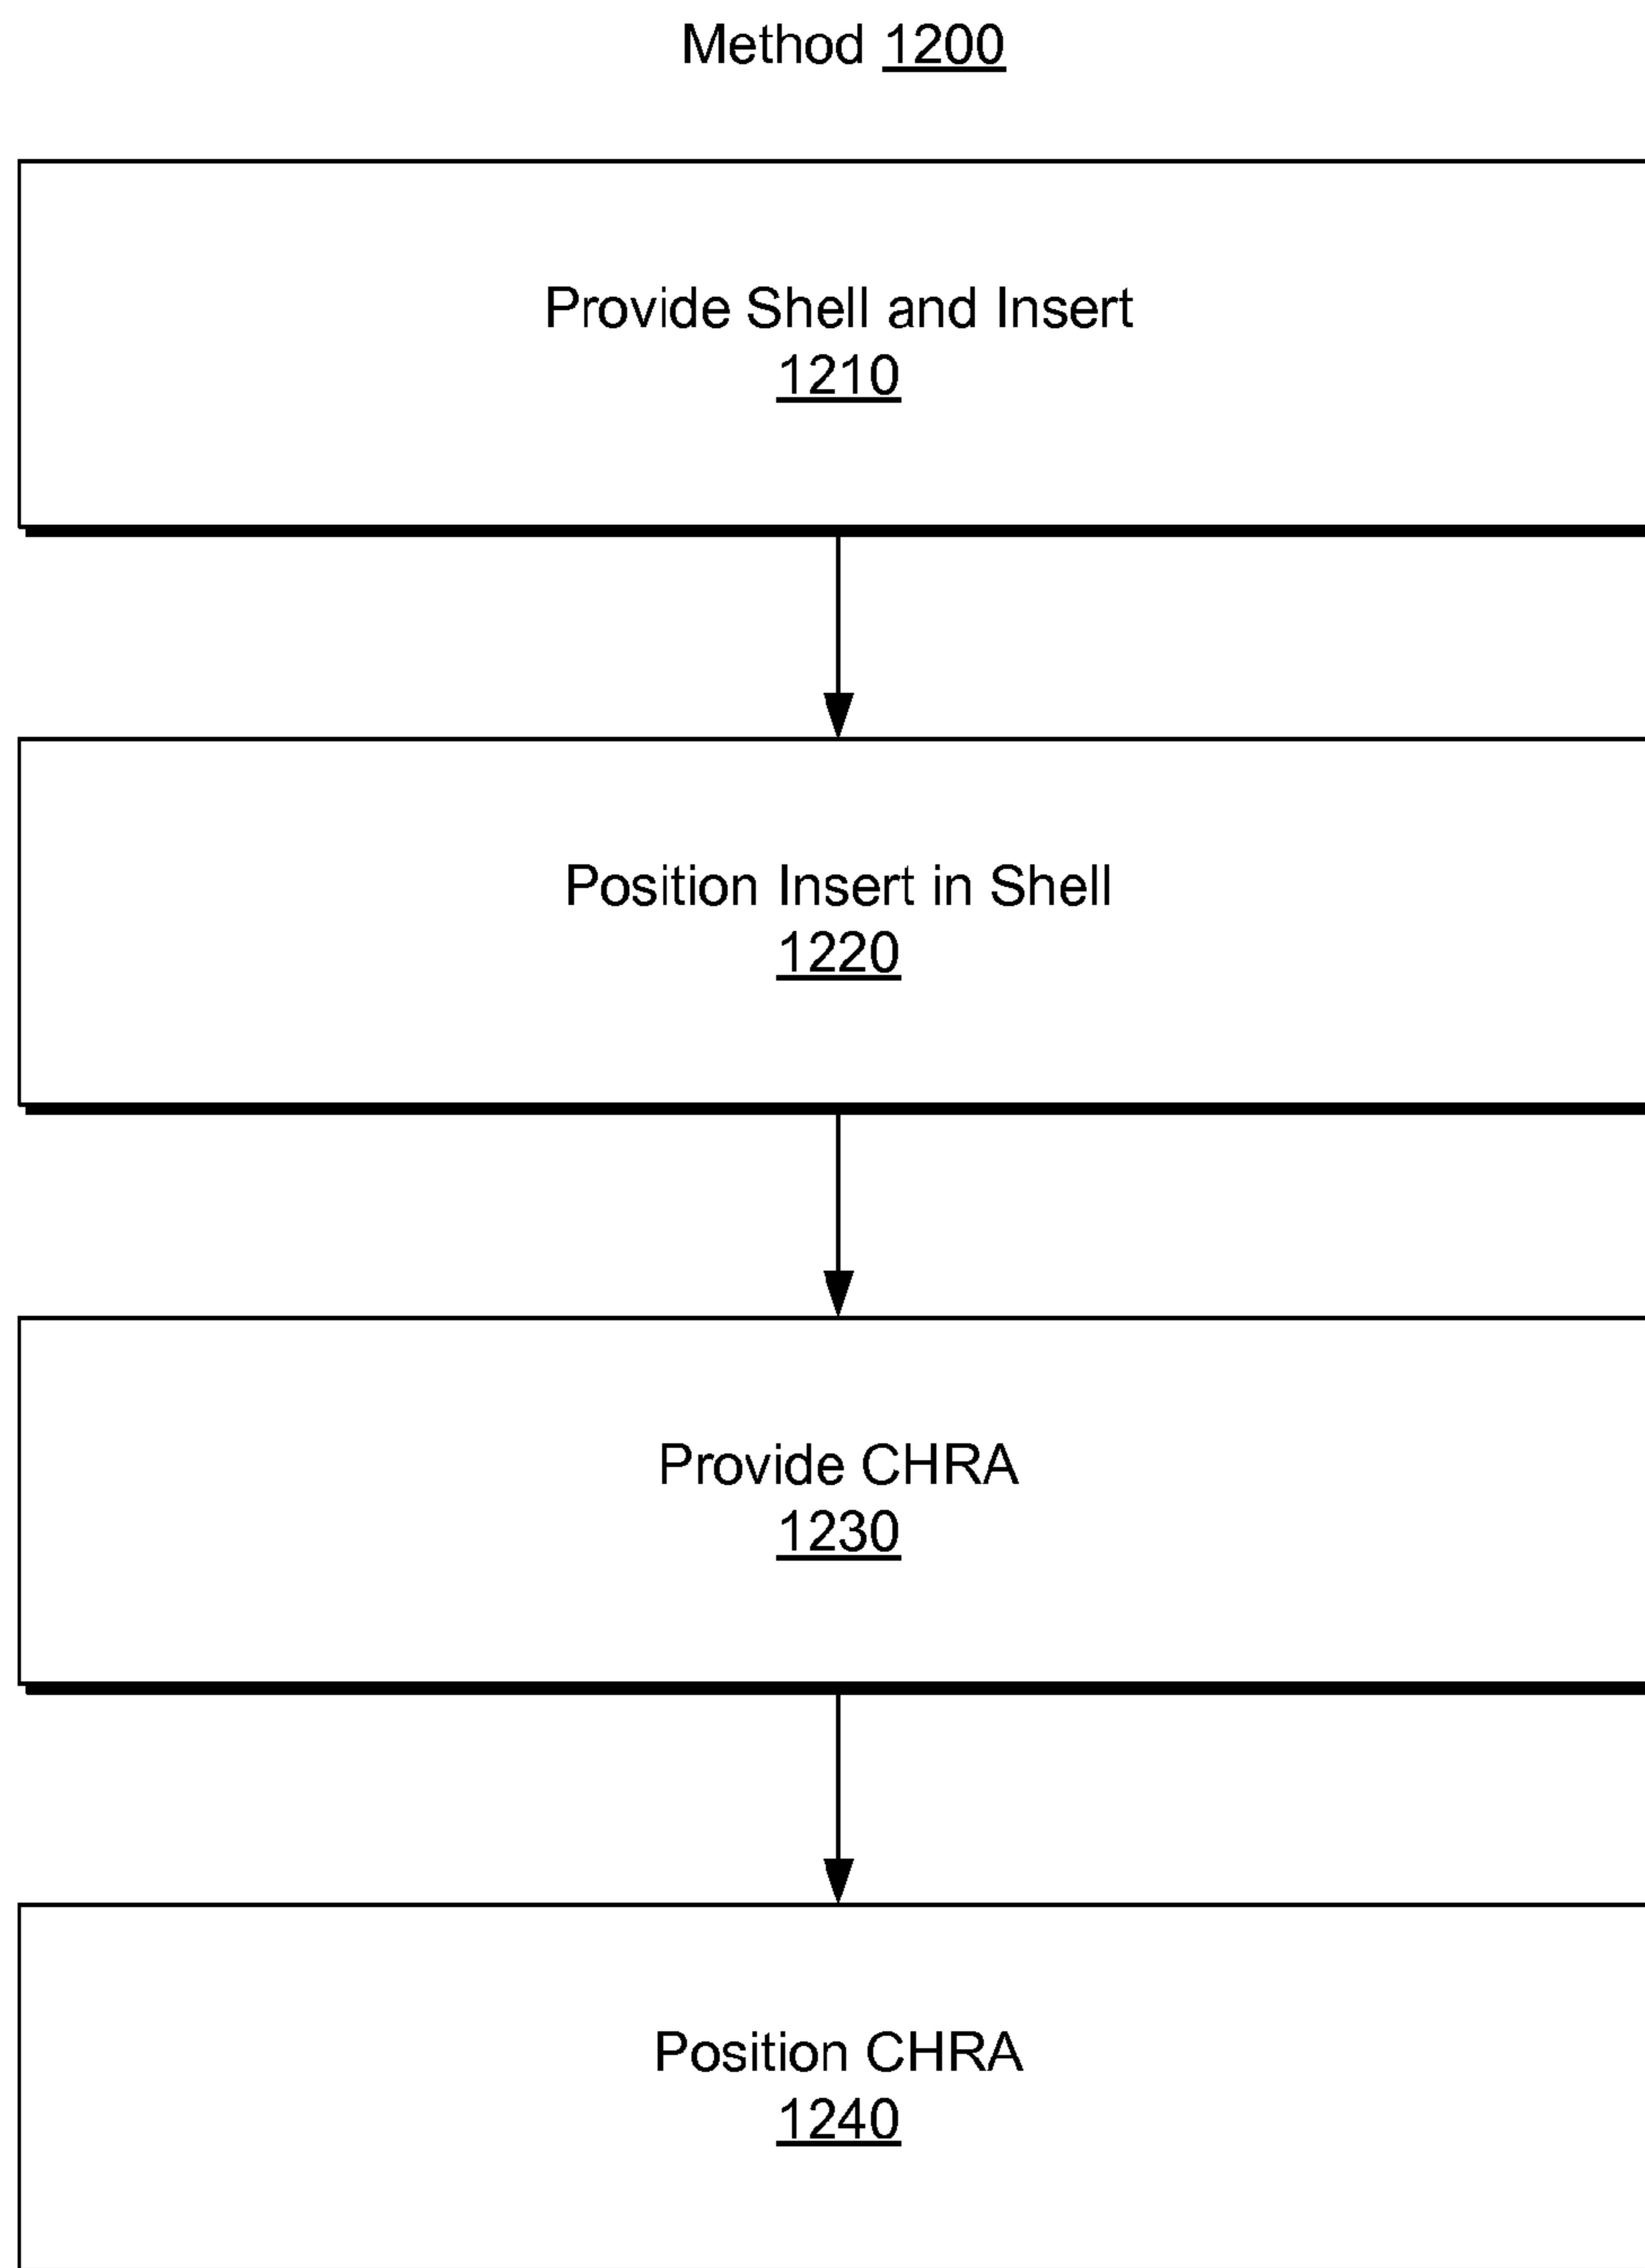 Method 1200
Provide Shell and Insert
1210
Position Insert in Shell
1220
Provide CHRA
1230
Position CHRA
1240